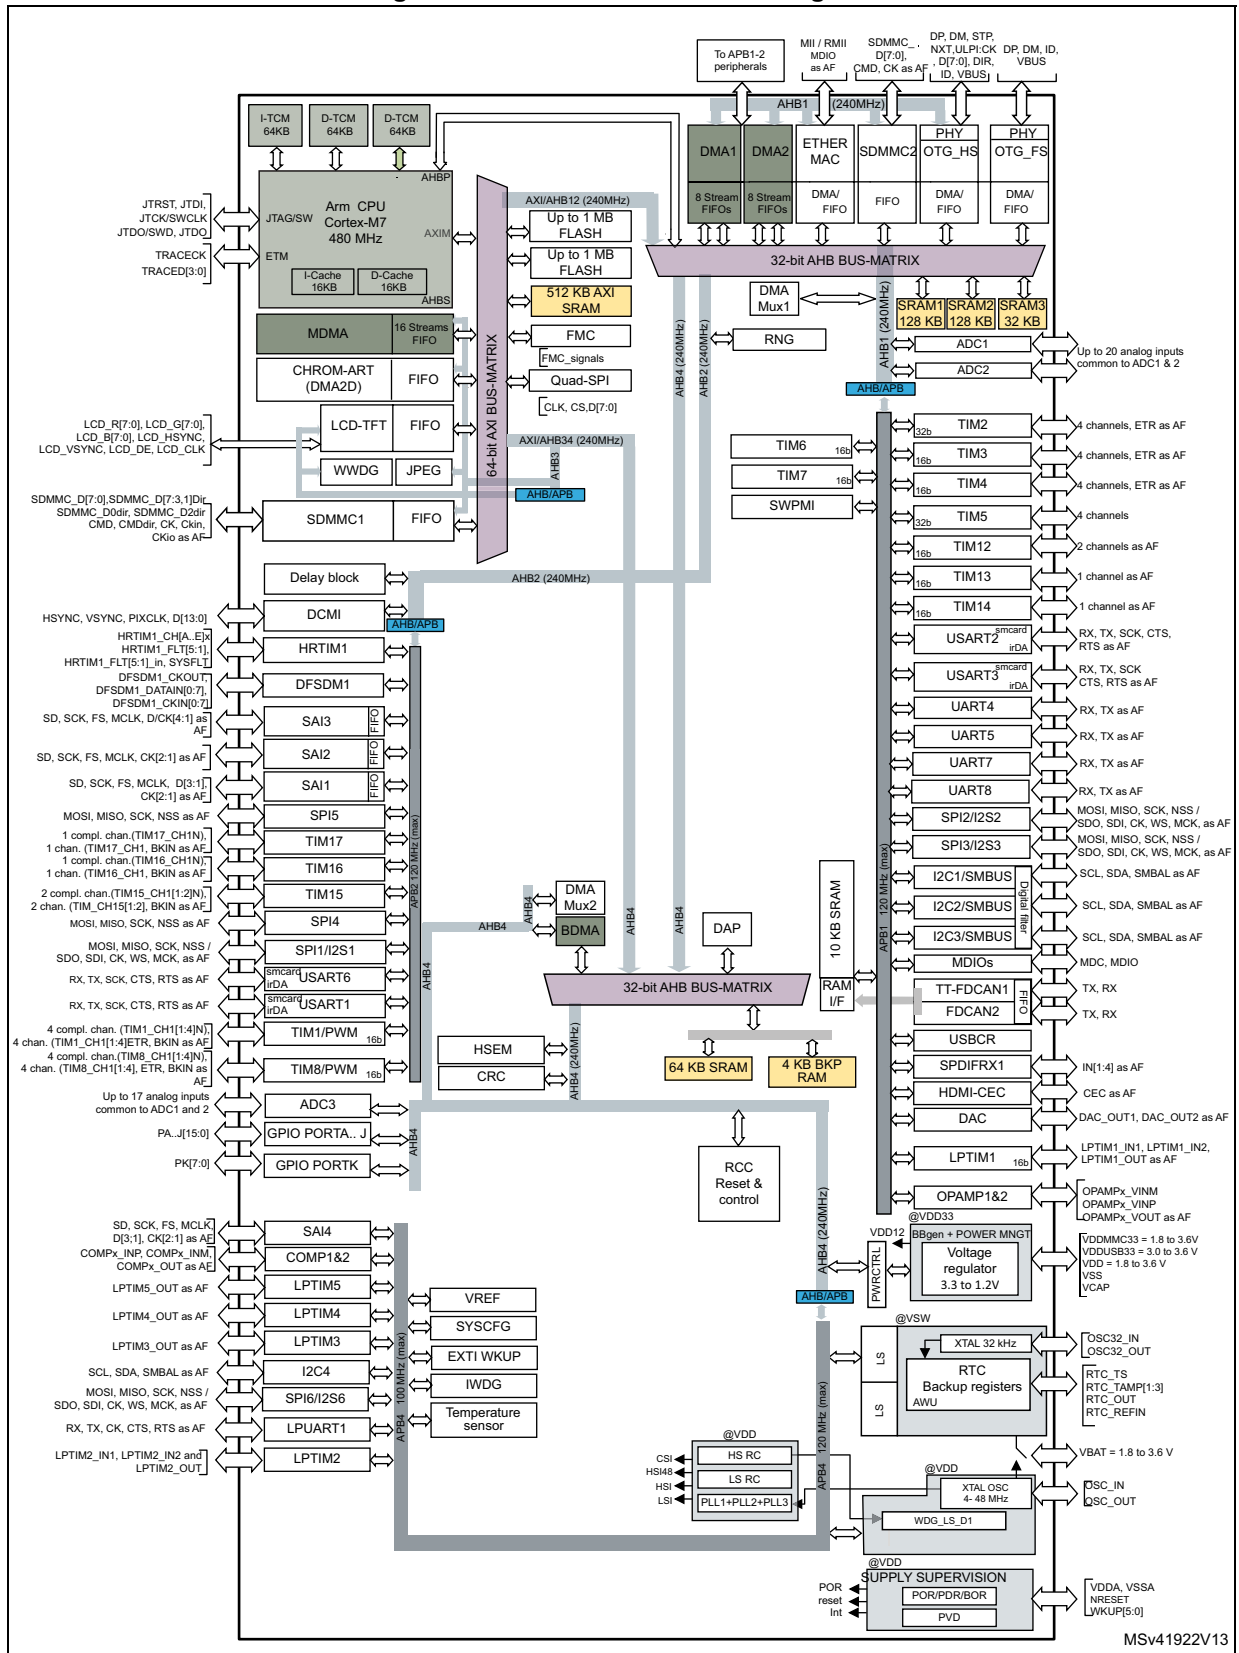 To APB1-2
peripherals
MII / RMII
MDIO
as AF
SDMMC_
D[7:0],
CMD, CK as AF
DP, DM, STP,
NXT,ULPI:CK
, D[7:0], DIR,
ID, VBUS
DP, DM, ID,
VBUS
AHB1 (240MHz)
I-TCM
64KB
D-TCM
64KB
D-TCM
64KB
DMA1
DMA2
ETHER
MAC
SDMMC2
PHY
OTG_HS
PHY
OTG_FS
8 Stream
FIFOs
8 Stream
FIFOs
DMA/
FIFO
FIFO
DMA/
FIFO
DMA/
FIFO
AHBP
JTRST, JTDI,
JTCK/SWCLK
JTDO/SWD, JTDO
JTAG/SW
Arm CPU
Cortex-M7
480 MHz
AXIM
TRACECK
TRACED[3:0]
ETM
I-Cache
16KB
D-Cache
16KB
AHBS
AXI/AHB12 (240MHz)
64-bit AXI BUS-MATRIX
Up to 1 MB
FLASH
Up to 1 MB
FLASH
512 KB AXI
SRAM
FMC
FMC_signals
Quad-SPI
CLK, CS,D[7:0]
32-bit AHB BUS-MATRIX
DMA
Mux1
SRAM1
128 KB
SRAM2
128 KB
SRAM3
32 KB
RNG
AHB4 (240MHz)
AHB2 (240MHz)
AHB1 (240MHz)
ADC1
ADC2
Up to 20 analog inputs
common to ADC1 & 2
AHB/APB
MDMA
16 Streams
FIFO
CHROM-ART
(DMA2D)
FIFO
LCD_R[7:0], LCD_G[7:0],
LCD_B[7:0], LCD_HSYNC,
LCD_VSYNC, LCD_DE, LCD_CLK
LCD-TFT
FIFO
WWDG
JPEG
AXI/AHB34 (240MHz)
AHB3
AHB/APB
SDMMC_D[7:0],SDMMC_D[7:3,1]Dir
SDMMC_D0dir, SDMMC_D2dir
CMD, CMDdir, CK, Ckin,
CKio as AF
SDMMC1
FIFO
TIM6
16b
TIM7
16b
SWPMI
TIM2
32b
4 channels, ETR as AF
TIM3
16b
4 channels, ETR as AF
TIM4
16b
4 channels, ETR as AF
TIM5
32b
4 channels
TIM12
16b
2 channels as AF
TIM13
16b
1 channel as AF
TIM14
16b
1 channel as AF
USART2
smcard
irDA
RX, TX, SCK, CTS,
RTS as AF
USART3
smcard
irDA
RX, TX, SCK
CTS, RTS as AF
UART4
RX, TX as AF
UART5
RX, TX as AF
UART7
RX, TX as AF
UART8
RX, TX as AF
SPI2/I2S2
MOSI, MISO, SCK, NSS /
SDO, SDI, CK, WS, MCK, as AF
SPI3/I2S3
MOSI, MISO, SCK, NSS /
SDO, SDI, CK, WS, MCK, as AF
I2C1/SMBUS
SCL, SDA, SMBAL as AF
I2C2/SMBUS
SCL, SDA, SMBAL as AF
I2C3/SMBUS
SCL, SDA, SMBAL as AF
Digital filter
MDIOs
MDC, MDIO
TT-FDCAN1
TX, RX
FDCAN2
TX, RX
FIFO
USBCR
SPDIFRX1
IN[1:4] as AF
HDMI-CEC
CEC as AF
DAC
DAC_OUT1, DAC_OUT2 as AF
LPTIM1
16b
LPTIM1_IN1, LPTIM1_IN2,
LPTIM1_OUT as AF
OPAMP1&2
OPAMPx_VINM
OPAMPx_VINP
OPAMPx_VOUT as AF
APB1 120 MHz (max)
10 KB SRAM
RAM
I/F
Delay block
AHB2 (240MHz)
HSYNC, VSYNC, PIXCLK, D[13:0]
DCMI
AHB/APB
HRTIM1_CH[A..E]x
HRTIM1_FLT[5:1],
HRTIM1_FLT[5:1]_in, SYSFLT
HRTIM1
DFSDM1_CKOUT,
DFSDM1_DATAIN[0:7],
DFSDM1_CKIN[0:7]
DFSDM1
SD, SCK, FS, MCLK, D/CK[4:1] as
AF
SAI3
FIFO
SD, SCK, FS, MCLK, CK[2:1] as AF
SAI2
FIFO
SD, SCK, FS, MCLK, D[3:1],
CK[2:1] as AF
SAI1
FIFO
MOSI, MISO, SCK, NSS as AF
SPI5
1 compl. chan.(TIM17_CH1N),
1 chan. (TIM17_CH1, BKIN as AF
TIM17
1 compl. chan.(TIM16_CH1N),
1 chan. (TIM16_CH1, BKIN as AF
TIM16
2 compl. chan.(TIM15_CH1[1:2]N),
2 chan. (TIM_CH15[1:2], BKIN as AF
TIM15
MOSI, MISO, SCK, NSS as AF
SPI4
MOSI, MISO, SCK, NSS /
SDO, SDI, CK, WS, MCK, as AF
SPI1/I2S1
RX, TX, SCK, CTS, RTS as AF
smcard
irDA
USART6
RX, TX, SCK, CTS, RTS as AF
smcard
irDA
USART1
4 compl. chan. (TIM1_CH1[1:4]N),
4 chan. (TIM1_CH1[1:4]ETR, BKIN as AF
TIM1/PWM
16b
4 compl. chan.(TIM8_CH1[1:4]N),
4 chan. (TIM8_CH1[1:4], ETR, BKIN as
AF
TIM8/PWM
16b
APB2 120 MHz (max)
AHB4
AHB4
AHB4
DMA
Mux2
BDMA
AHB4
AHB4
DAP
32-bit AHB BUS-MATRIX
HSEM
CRC
AHB4 (240MHz)
64 KB SRAM
4 KB BKP
RAM
Up to 17 analog inputs
common to ADC1 and 2
ADC3
PA..J[15:0]
GPIO PORTA.. J
PK[7:0]
GPIO PORTK
AHB4
RCC
Reset &
control
AHB4 (240MHz)
AHB/APB
@VDD33
VDD12
BBgen + POWER MNGT
PWRCTRL
Voltage
regulator
3.3 to 1.2V
VDDMMC33 = 1.8 to 3.6V
VDDUSB33 = 3.0 to 3.6 V
VDD = 1.8 to 3.6 V
VSS
VCAP
SD, SCK, FS, MCLK,
D[3;1], CK[2:1] as AF
SAI4
COMPx_INP, COMPx_INM,
COMPx_OUT as AF
COMP1&2
LPTIM5_OUT as AF
LPTIM5
LPTIM4_OUT as AF
LPTIM4
LPTIM3_OUT as AF
LPTIM3
SCL, SDA, SMBAL as AF
I2C4
MOSI, MISO, SCK, NSS /
SDO, SDI, CK, WS, MCK, as AF
SPI6/I2S6
RX, TX, CK, CTS, RTS as AF
LPUART1
LPTIM2_IN1, LPTIM2_IN2 and
LPTIM2_OUT
LPTIM2
APB4 100 MHz (max)
VREF
SYSCFG
EXTI WKUP
IWDG
Temperature
sensor
APB4 120 MHz (max)
@VSW
LS
LS
XTAL 32 kHz
RTC
Backup registers
AWU
OSC32_IN
OSC32_OUT
RTC_TS
RTC_TAMP[1:3]
RTC_OUT
RTC_REFIN
VBAT = 1.8 to 3.6 V
@VDD
CSI
HSI48
HSI
LSI
HS RC
LS RC
PLL1+PLL2+PLL3
@VDD
XTAL OSC
4- 48 MHz
WDG_LS_D1
OSC_IN
OSC_OUT
@VDD
SUPPLY SUPERVISION
POR
reset
Int
POR/PDR/BOR
PVD
VDDA, VSSA
NRESET
WKUP[5:0]
MSv41922V13